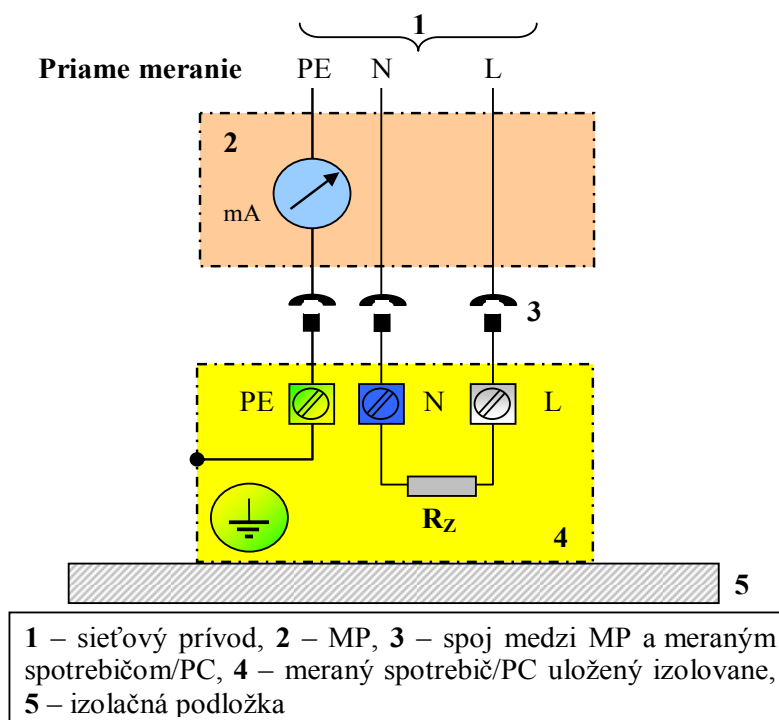 1
Priame meranie PE N L
2
mA
3
PE N L
R_Z
4
5
1 – sieťový prívod, 2 – MP, 3 – spoj medzi MP a meraným
spotrebičom/PC, 4 – meraný spotrebič/PC uložený izolovane,
5 – izolačná podložka